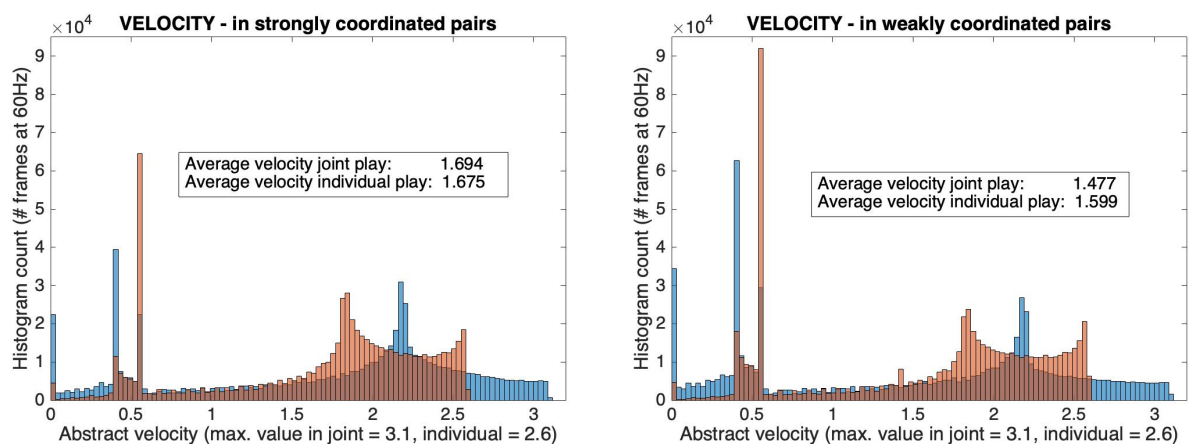 VELOCITY - in strongly coordinated pairs
×10⁴
9
8
7
6
5
4
3
2
1
0
Histogram count (# frames at 60Hz)
Average velocity joint play: 1.694
Average velocity individual play: 1.675
0 0.5 1 1.5 2 2.5 3
Abstract velocity (max. value in joint = 3.1, individual = 2.6)
VELOCITY - in weakly coordinated pairs
×10⁴
9
8
7
6
5
4
3
2
1
0
Histogram count (# frames at 60Hz)
Average velocity joint play: 1.477
Average velocity individual play: 1.599
0 0.5 1 1.5 2 2.5 3
Abstract velocity (max. value in joint = 3.1, individual = 2.6)